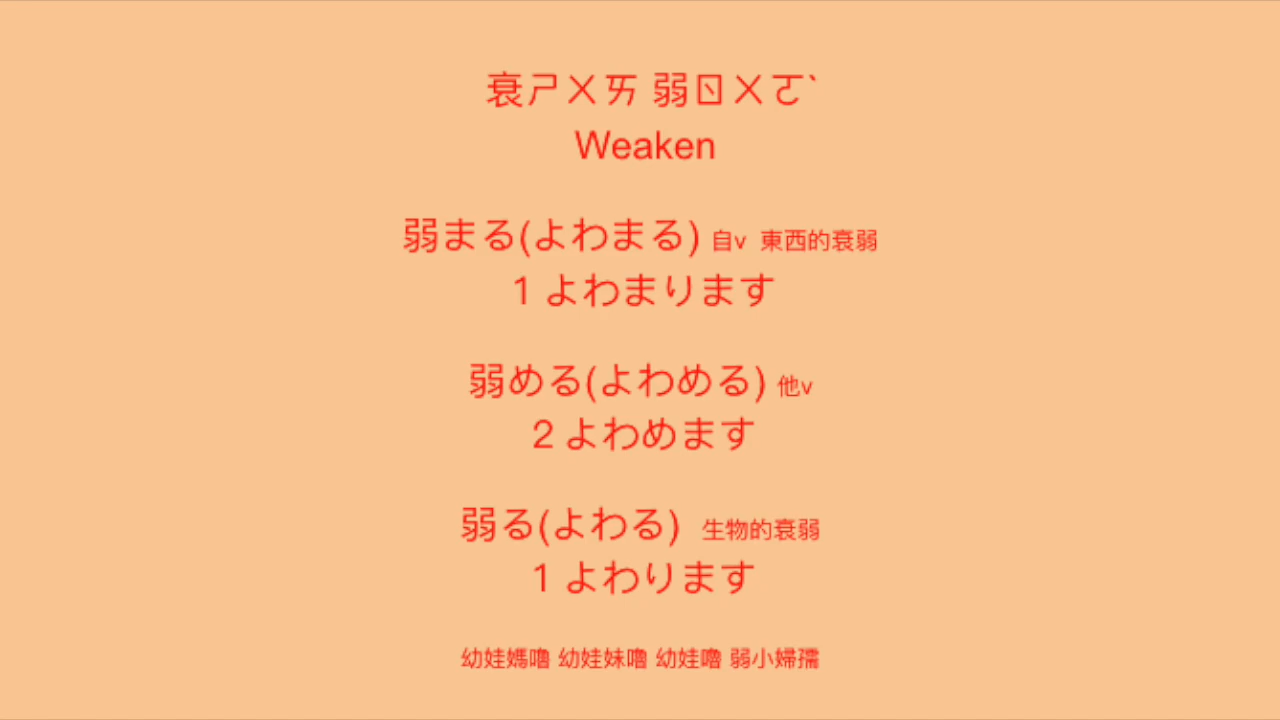 衰ㄕㄨㄞ 弱ㄖㄨㄛˋ
Weaken
弱まる(よわまる) 自v 東西的衰弱
1 よわまります
弱める(よわめる) 他v
2 よわめます
弱る(よわる) 生物的衰弱
1 よわります
幼娃媽嚕 幼娃妹嚕 幼娃嚕 弱小婦孺